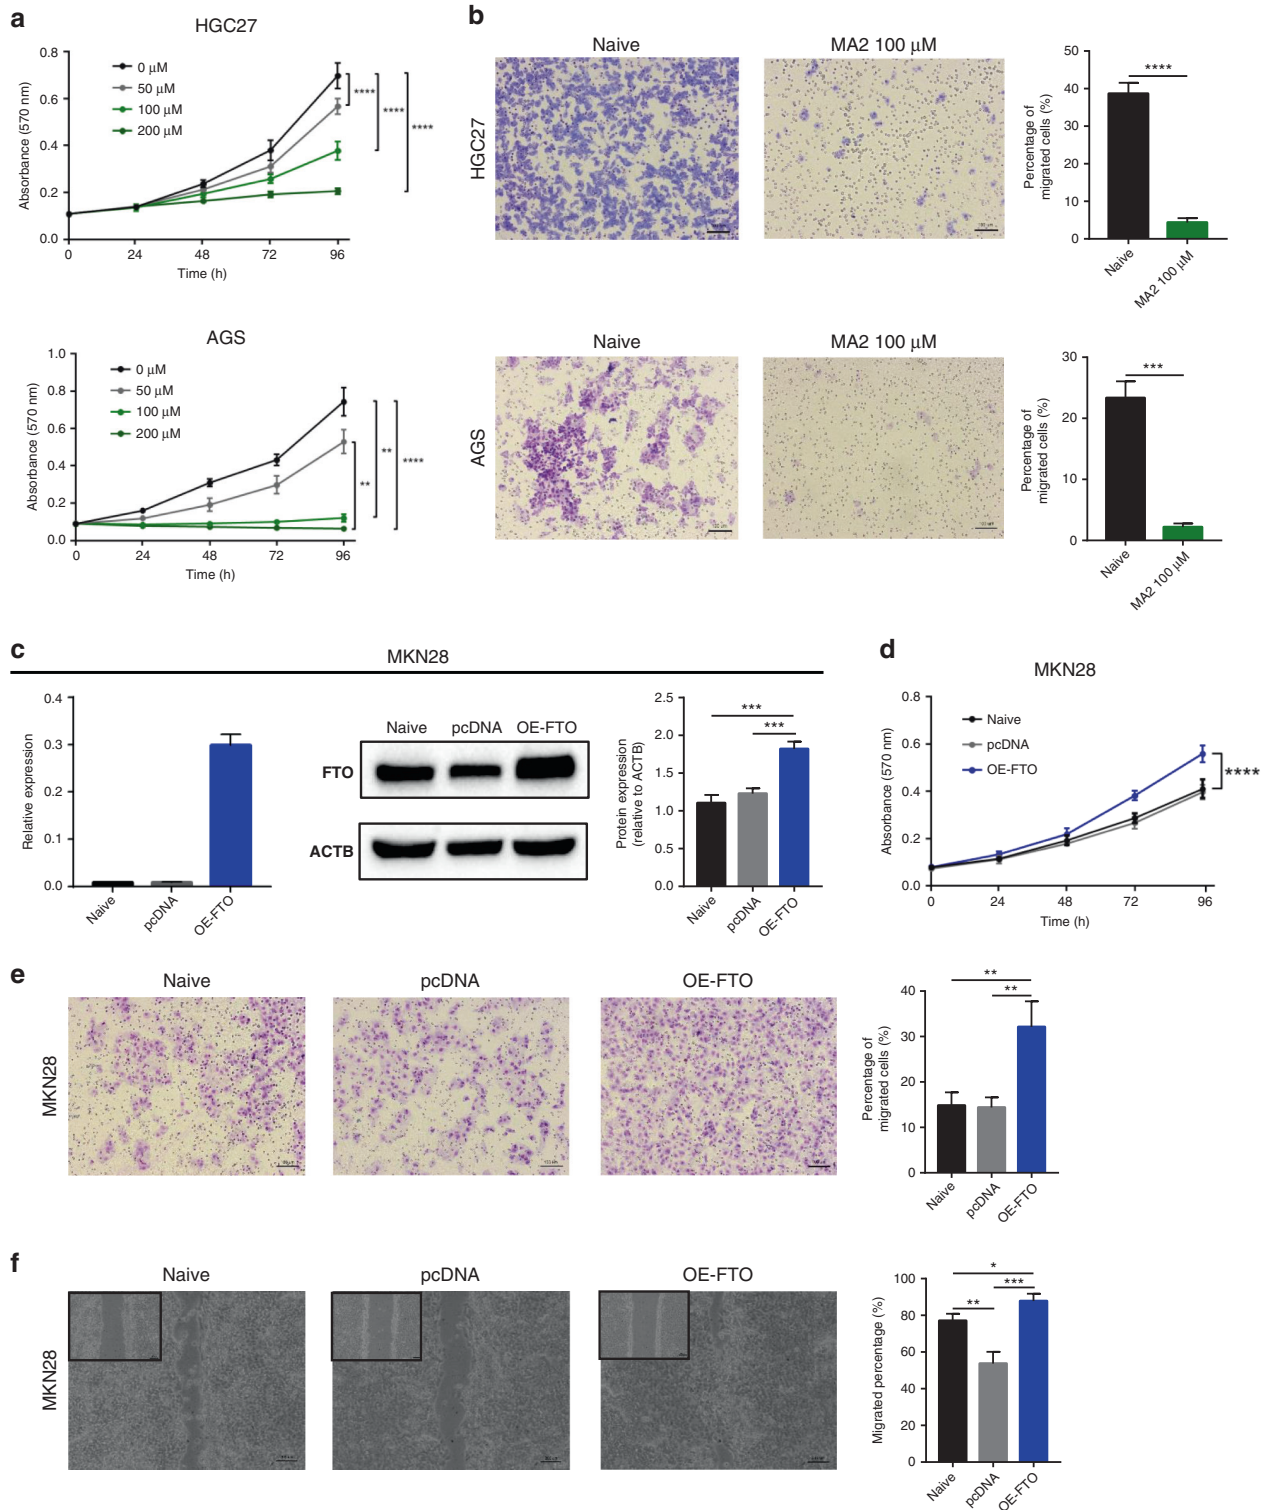 a
HGC27
0.8
0.6
0.4
0.2
0.0
Absorbance (570 nm)
0 μM
50 μM
100 μM
200 μM
****
****
****
0 24 48 72 96
Time (h)
AGS
1.0
0.8
0.6
0.4
0.2
0.0
Absorbance (570 nm)
0 μM
50 μM
100 μM
200 μM
**
**
****
0 24 48 72 96
Time (h)
b
Naive MA2 100 μM
HGC27
50
40
30
20
10
0
Percentage of
migrated cells (%)
****
Naive
MA2 100 μM
Naive MA2 100 μM
AGS
30
20
10
0
Percentage of
migrated cells (%)
***
Naive
MA2 100 μM
c
MKN28
0.4
0.3
0.2
0.1
0.0
Relative expression
Naive
pcDNA
OE-FTO
Naive pcDNA OE-FTO
FTO
ACTB
2.5
2.0
1.5
1.0
0.5
0.0
Protein expression
(relative to ACTB)
***
***
Naive
pcDNA
OE-FTO
d
MKN28
0.8
0.6
0.4
0.2
0.0
Absorbance (570 nm)
Naive
pcDNA
OE-FTO
****
0 24 48 72 96
Time (h)
e
Naive pcDNA OE-FTO
MKN28
40
30
20
10
0
Percentage of
migrated cells (%)
**
**
Naive
pcDNA
OE-FTO
f
Naive pcDNA OE-FTO
MKN28
100
80
60
40
20
0
Migrated percentage (%)
*
***
**
Naive
pcDNA
OE-FTO